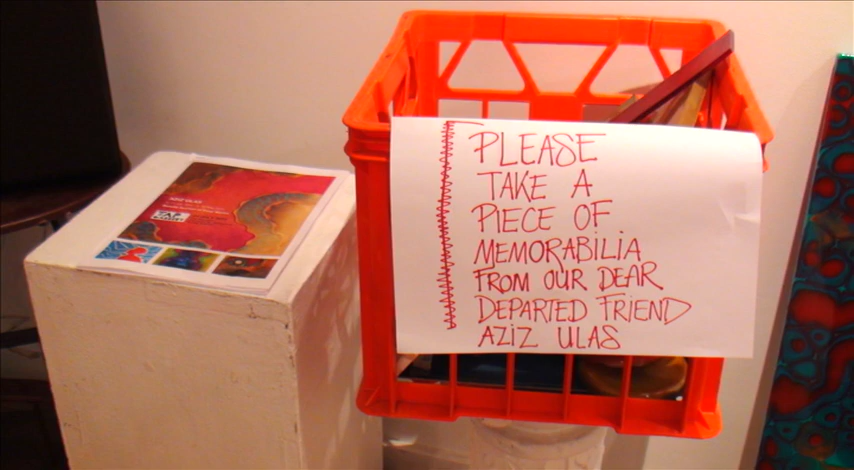 PLEASE
TAKE A
PIECE OF
MEMORABILIA
FROM OUR DEAR
DEPARTED FRIEND
AZIZ ULAS